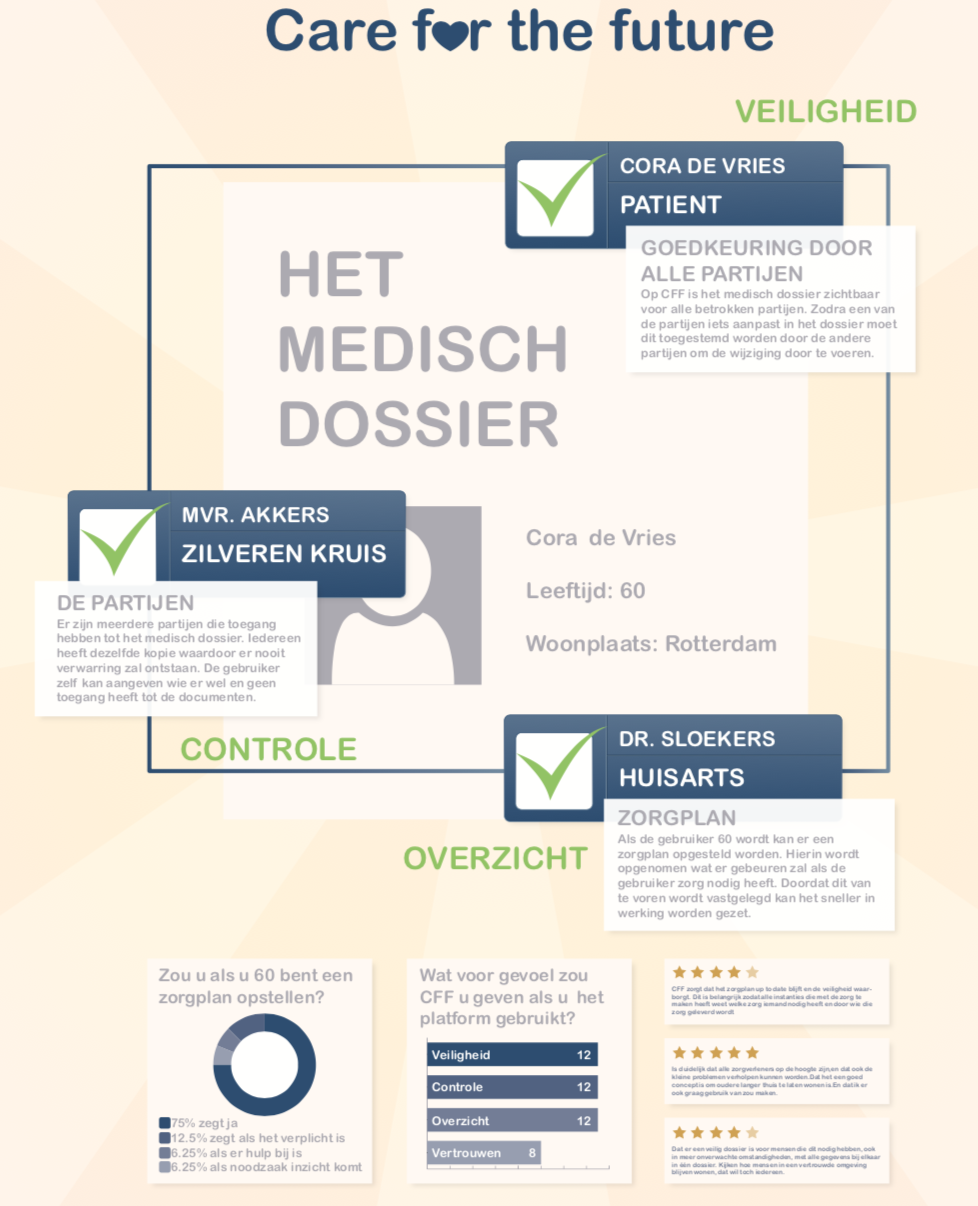 Care for the future
VEILIGHEID
CORA DE VRIES
PATIENT
GOEDKEURING DOOR
ALLE PARTIJEN
Op CFF is het medisch dossier zichtbaar
voor alle betrokken partijen. Zodra een van
de partijen iets aanpast in het dossier moet
dit toegestemd worden door de andere
partijen om de wijziging door te voeren.
HET
MEDISCH
DOSSIER
MVR. AKKERS
ZILVEREN KRUIS
DE PARTIJEN
Er zijn meerdere partijen die toegang
hebben tot het medisch dossier. Iedereen
heeft dezelfde kopie waardoor er nooit
verwarring zal ontstaan. De gebruiker
zelf kan aangeven wie er wel en geen
toegang heeft tot de documenten.
Cora de Vries
Leeftijd: 60
Woonplaats: Rotterdam
CONTROLE
DR. SLOEKERS
HUISARTS
ZORGPLAN
Als de gebruiker 60 wordt kan er een
zorgplan opgesteld worden. Hierin wordt
opgenomen wat er gebeuren zal als de
gebruiker zorg nodig heeft. Doordat dit van
te voren wordt vastgelegd kan het sneller in
werking worden gezet.
OVERZICHT
Zou u als u 60 bent een
zorgplan opstellen?
75% zegt ja
12.5% zegt als het verplicht is
6.25% als er hulp bij is
6.25% als noodzaak inzicht komt
Wat voor gevoel zou
CFF u geven als u het
platform gebruikt?
Veiligheid 12
Controle 12
Overzicht 12
Vertrouwen 8
CFF zorgt dat het zorgplan up to date blijft en de veiligheid waar-
borgt. Dit is belangrijk zodat alle instanties die met de zorg te
maken heeft weet welke zorg iemand nodig heeft en door wie die
zorg geleverd wordt
Is duidelijk dat alle zorgverleners op de hoogte zijn, en dat ook de
kleine problemen verholpen kunnen worden. Dat het een goed
concept is om oudere langer thuis te laten wonen is. En dat ik er
ook graag gebruik van zou maken.
Dat er een veilig dossier is voor mensen die dit nodig hebben, ook
in meer onverwachte omstandigheden, met alle gegevens bij elkaar
in één dossier. Kijken hoe mensen in een vertrouwde omgeving
blijven wonen, dat wil toch iedereen.